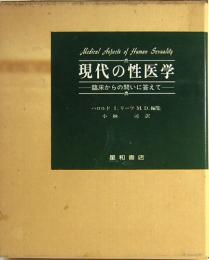 Medical Aspects of Human Sexuality
現代の性医学
―臨床からの問いに答えて―
ハロルド I. リーフ M.D. 編集
小林 司 訳
星和書店